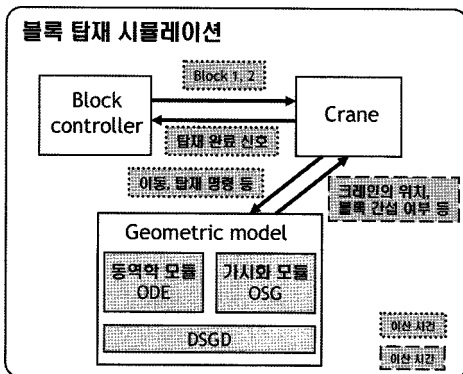 블록 탑재 시뮬레이션
Block 1, 2
Block
controller
Crane
탑재 완료 신호
이동, 탑재 명령 등
크레인의 위치,
블록 간섭 여부 등
Geometric model
동역학 모듈
ODE
가시화 모듈
OSG
DSGD
이산 시간
이산 시간